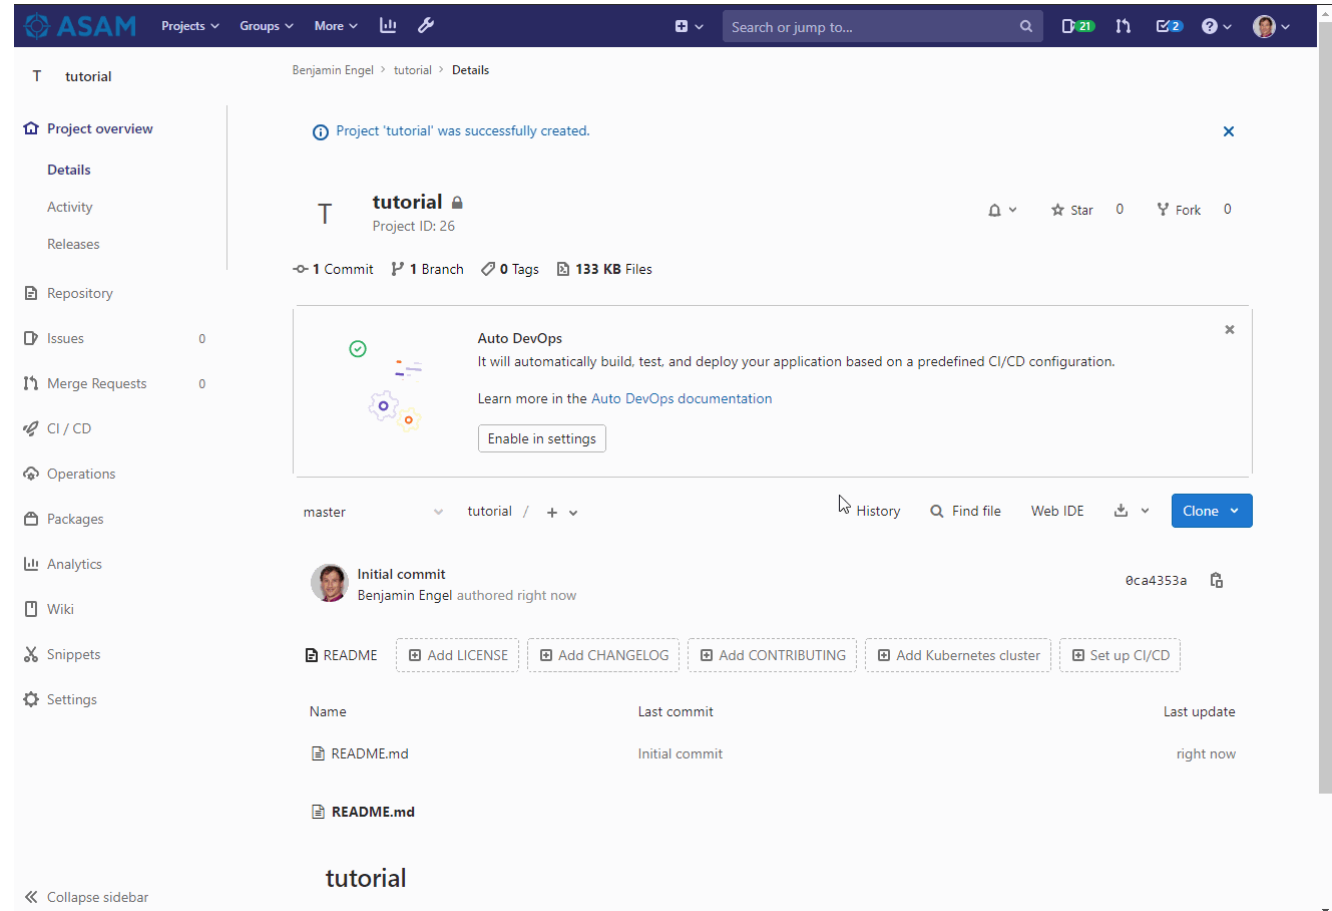 ASAM Projects Groups More Search or jump to... 21 2
T tutorial
Benjamin Engel > tutorial > Details
Project overview
Details
Activity
Releases
Repository
Issues 0
Merge Requests 0
CI / CD
Operations
Packages
Analytics
Wiki
Snippets
Settings
Collapse sidebar
Project 'tutorial' was successfully created.
T tutorial
Project ID: 26
Star 0 Fork 0
1 Commit 1 Branch 0 Tags 133 KB Files
Auto DevOps
It will automatically build, test, and deploy your application based on a predefined CI/CD configuration.
Learn more in the Auto DevOps documentation
Enable in settings
master tutorial / + History Find file Web IDE Clone
Initial commit
Benjamin Engel authored right now
0ca4353a
README Add LICENSE Add CHANGELOG Add CONTRIBUTING Add Kubernetes cluster Set up CI/CD
Name Last commit Last update
README.md Initial commit right now
README.md
tutorial